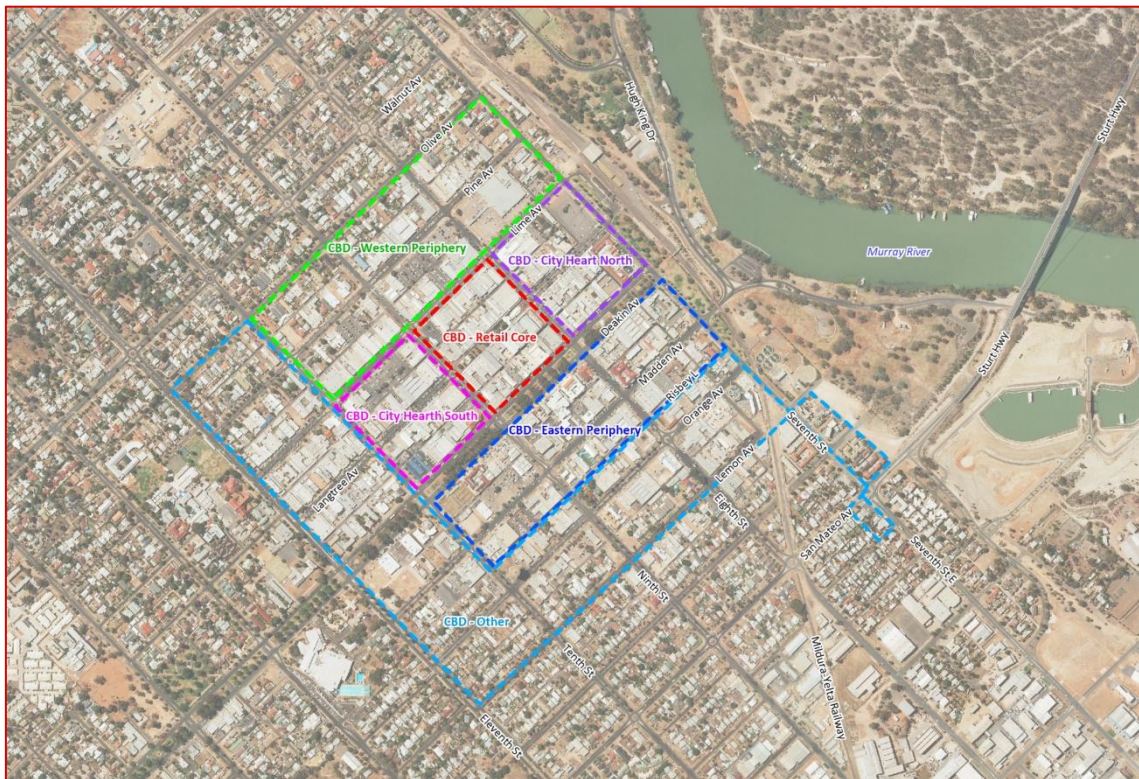 Walnut Av
Olive Av
Hugh King Dr
Sturt Hwy
Pine Av
Lime Av
CBD - Western Periphery
CBD - City Heart North
Murray River
Deakin Av
CBD - Retail Core
Madden Av
Sturt Hwy
Risbey L
Orange Av
CBD - City Hearth South
CBD - Eastern Periphery
Seventh St
Lemon Av
Langtree Av
Eighth St
San Mateo Av
Seventh St E
Ninth St
CBD - Other
Tenth St
Mildura-Yelta Railway
Eleventh St